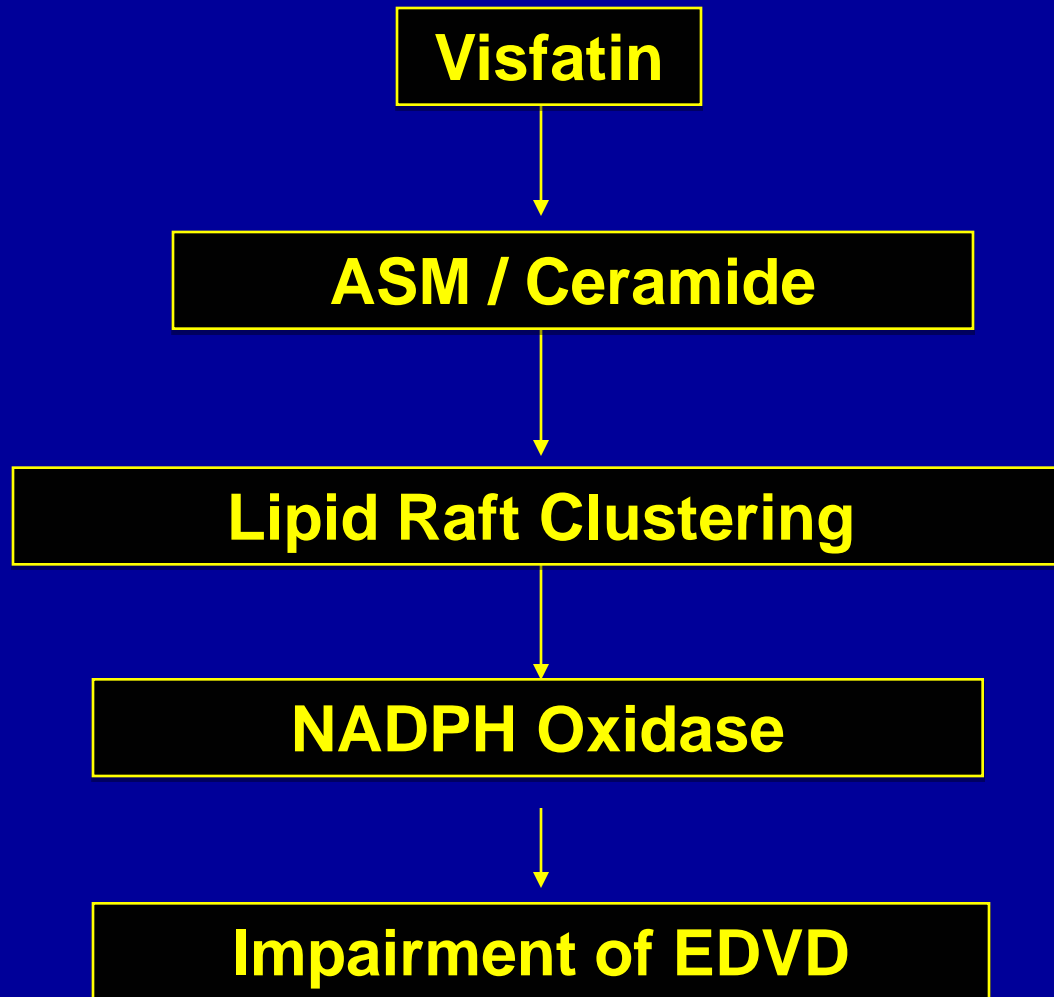 Visfatin
ASM / Ceramide
Lipid Raft Clustering
NADPH Oxidase
Impairment of EDVD